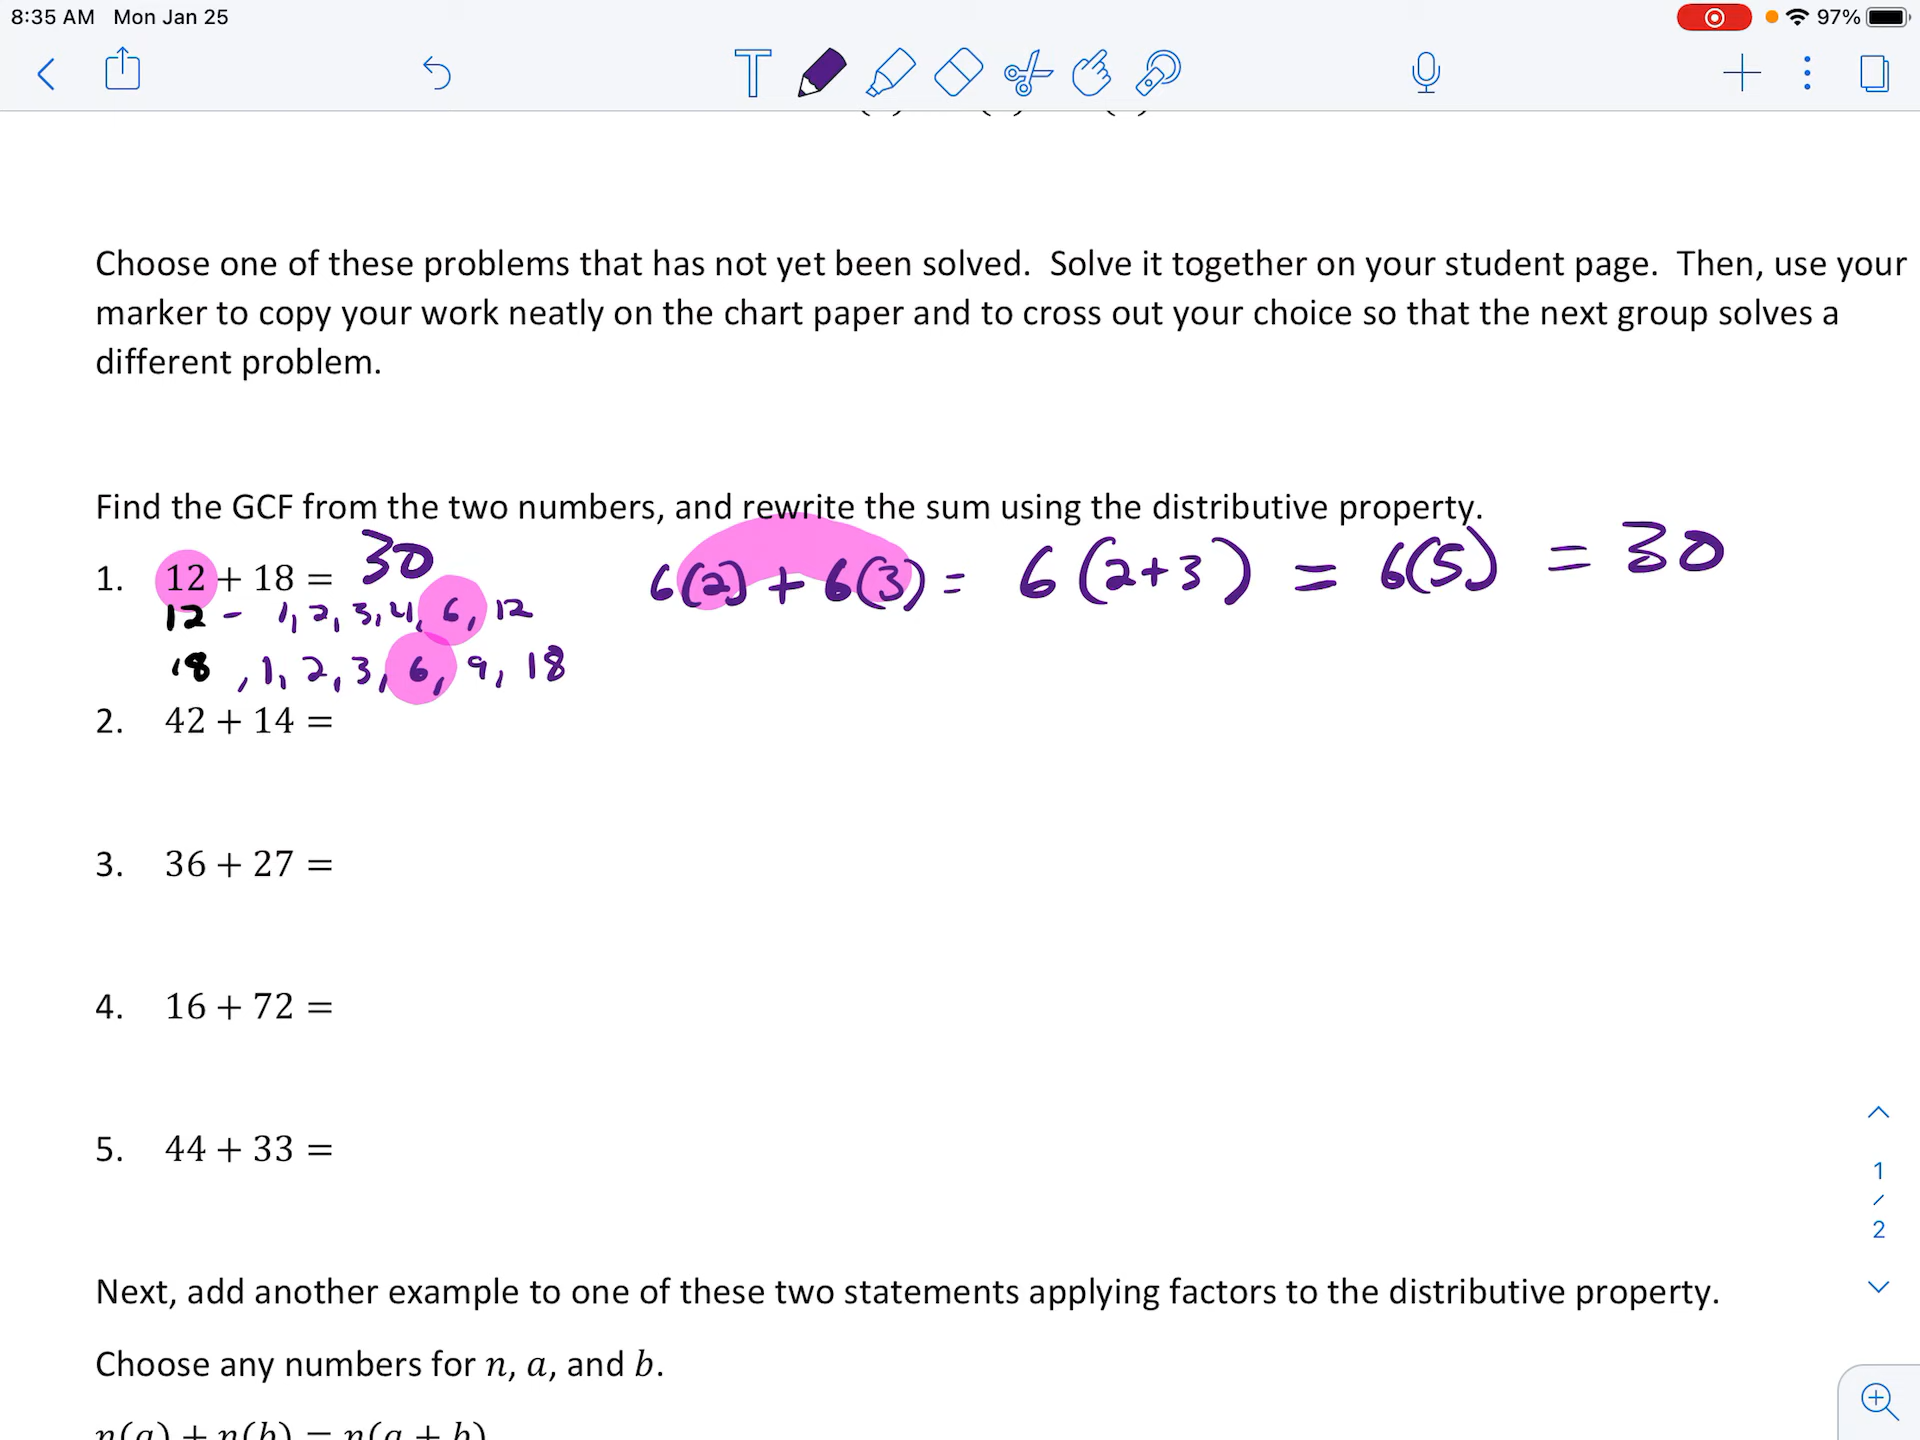 8:35 AM Mon Jan 25 97%
T
Choose one of these problems that has not yet been solved. Solve it together on your student page. Then, use your
marker to copy your work neatly on the chart paper and to cross out your choice so that the next group solves a
different problem.
Find the GCF from the two numbers, and rewrite the sum using the distributive property.
1. 12 + 18 = 30 6(2) + 6(3) = 6(2+3) = 6(5) = 30
12 - 1, 2, 3, 4, 6, 12
18 , 1, 2, 3, 6, 9, 18
2. 42 + 14 =
3. 36 + 27 =
4. 16 + 72 =
5. 44 + 33 =
1
/
2
Next, add another example to one of these two statements applying factors to the distributive property.
Choose any numbers for n, a, and b.
n(a) + n(b) = n(a + b)